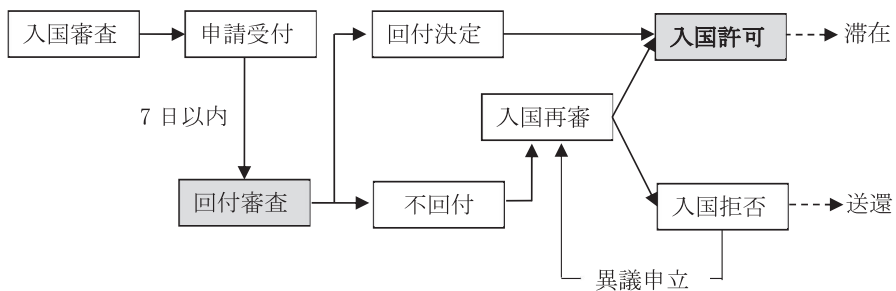 入国審査
申請受付
回付決定
入国許可
滞在
7日以内
入国再審
回付審査
不回付
入国拒否
送還
異議申立